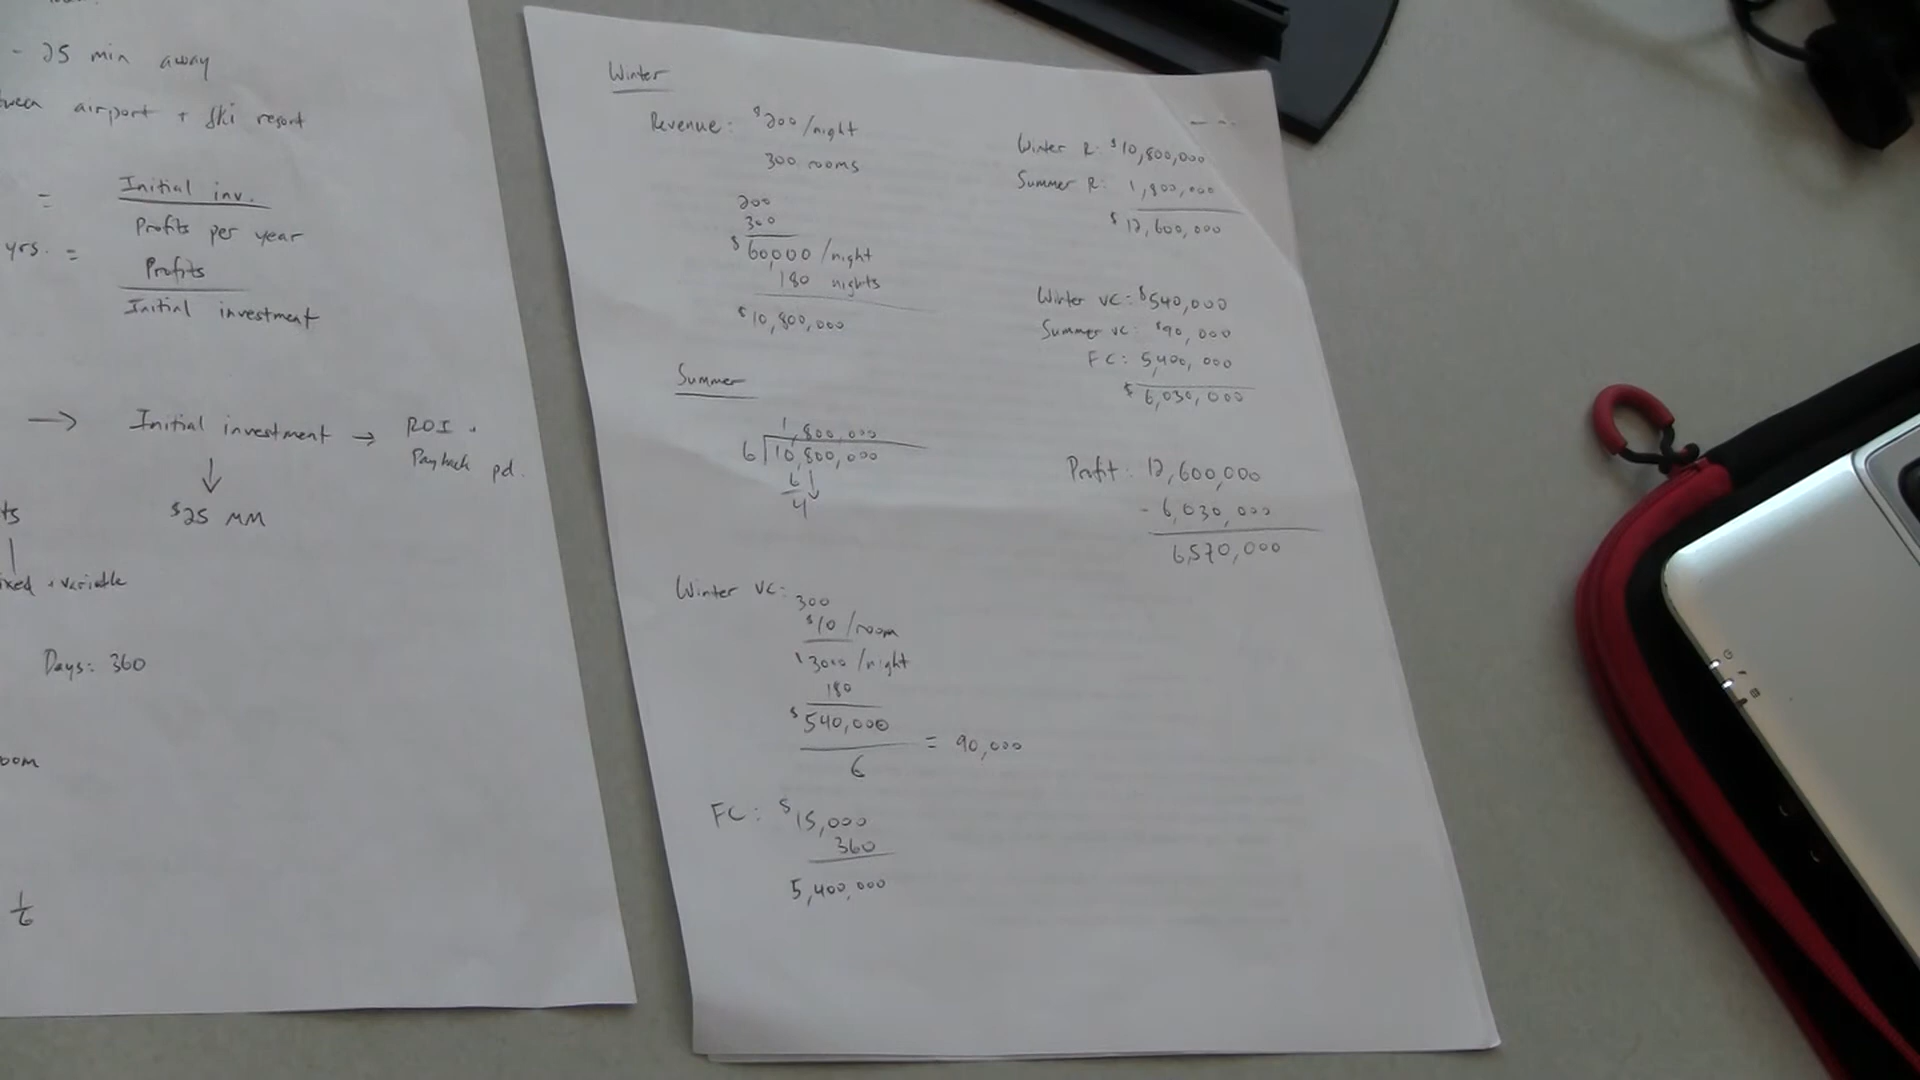 - 25 min away
airport + ski resort
= Initial inv.
Profits per year
yrs. = Profits
Initial investment
→ Initial investment → ROI +
Payback pd.
↓
$25 MM
ts
ixed + variable
Days: 360
oom
1/6
Winter
Revenue: $200/night
300 rooms
200
300
$60,000/night
180 nights
$10,800,000
Summer
1,800,000
6 10,800,000
6↓
4
Winter VC: 300
$10/room
$3000/night
180
$540,000
6
= 90,000
FC: $15,000
360
5,400,000
Winter R: $10,800,000
Summer R: 1,800,000
$12,600,000
Winter VC: $540,000
Summer VC: $90,000
FC: 5,400,000
$6,030,000
Profit: 12,600,000
- 6,030,000
6,570,000